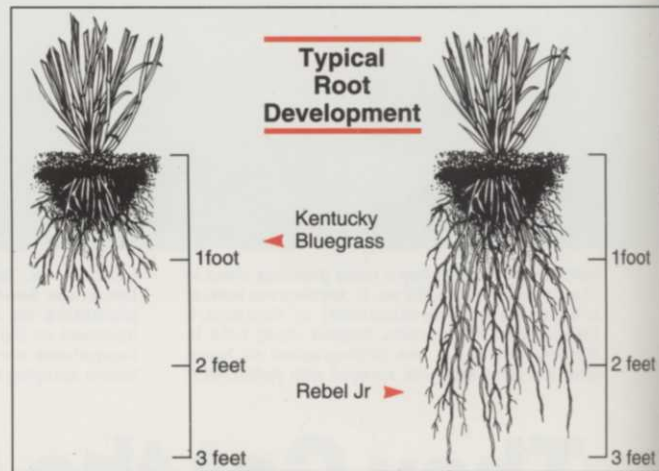 Typical
Root
Development
Kentucky
Bluegrass
1foot
2 feet
3 feet
Rebel Jr
1foot
2 feet
3 feet